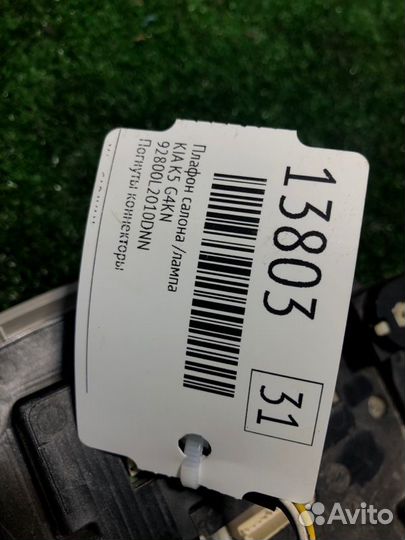 13803
31
Плафон салона /лампа
KIA K5 G4KN
92800L2010DNN
Погнуты коннекторы
Avito